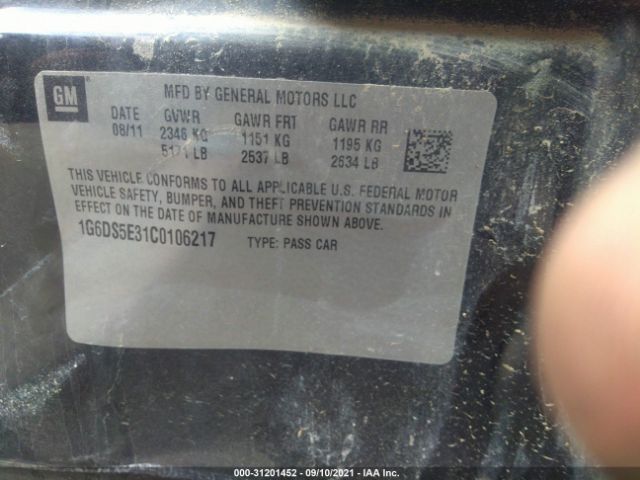 GM
MFD BY GENERAL MOTORS LLC
DATE GVWR GAWR FRT GAWR RR
08/11 2346 KG 1151 KG 1195 KG
5171 LB 2537 LB 2634 LB
THIS VEHICLE CONFORMS TO ALL APPLICABLE U.S. FEDERAL MOTOR
VEHICLE SAFETY, BUMPER, AND THEFT PREVENTION STANDARDS IN
EFFECT ON THE DATE OF MANUFACTURE SHOWN ABOVE.
1G6DS5E31C0106217 TYPE: PASS CAR
000-31201452 - 09/10/2021 - IAA Inc.